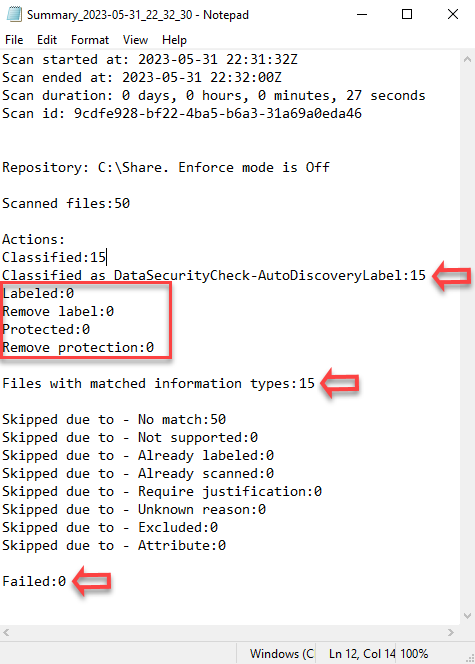 Summary_2023-05-31_22_32_30 - Notepad
File Edit Format View Help
Scan started at: 2023-05-31 22:31:32Z
Scan ended at: 2023-05-31 22:32:00Z
Scan duration: 0 days, 0 hours, 0 minutes, 27 seconds
Scan id: 9cdfe928-bf22-4ba5-b6a3-31a69a0eda46
Repository: C:\Share. Enforce mode is Off
Scanned files:50
Actions:
Classified:15
Classified as DataSecurityCheck-AutoDiscoveryLabel:15
Labeled:0
Remove label:0
Protected:0
Remove protection:0
Files with matched information types:15
Skipped due to - No match:50
Skipped due to - Not supported:0
Skipped due to - Already labeled:0
Skipped due to - Already scanned:0
Skipped due to - Require justification:0
Skipped due to - Unknown reason:0
Skipped due to - Excluded:0
Skipped due to - Attribute:0
Failed:0
Windows (C Ln 12, Col 14 100%